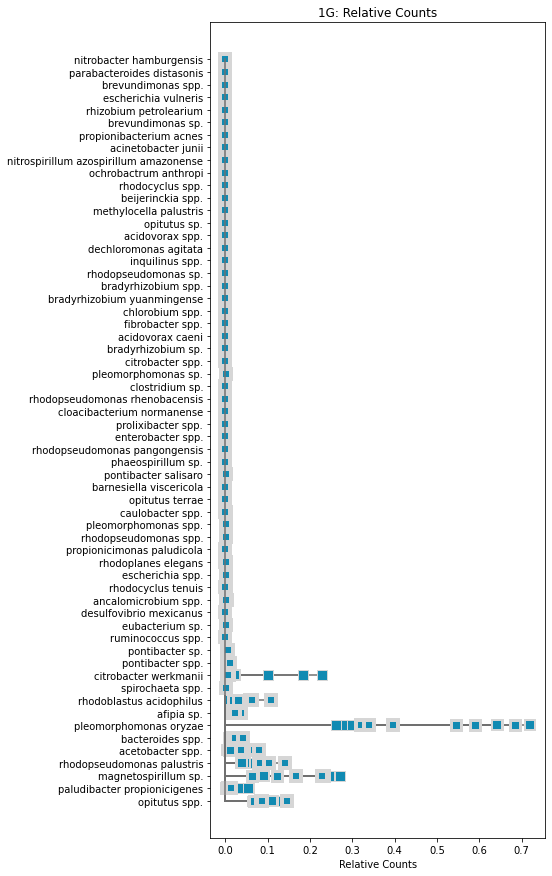 1G: Relative Counts
nitrobacter hamburgensis
parabacteroides distasonis
brevundimonas spp.
escherichia vulneris
rhizobium petrolearium
brevundimonas sp.
propionibacterium acnes
acinetobacter junii
nitrospirillum azospirillum amazonense
ochrobactrum anthropi
rhodocyclus spp.
beijerinckia spp.
methylocella palustris
opitutus sp.
acidovorax spp.
dechloromonas agitata
inquilinus spp.
rhodopseudomonas sp.
bradyrhizobium spp.
bradyrhizobium yuanmingense
chlorobium spp.
fibrobacter spp.
acidovorax caeni
bradyrhizobium sp.
citrobacter spp.
pleomorphomonas sp.
clostridium sp.
rhodopseudomonas rhenobacensis
cloacibacterium normanense
prolixibacter spp.
enterobacter spp.
rhodopseudomonas pangongensis
phaeospirillum sp.
pontibacter salisaro
barnesiella viscericola
opitutus terrae
caulobacter spp.
pleomorphomonas spp.
rhodopseudomonas spp.
propionicimonas paludicola
rhodoplanes elegans
escherichia spp.
rhodocyclus tenuis
ancalomicrobium spp.
desulfovibrio mexicanus
eubacterium sp.
ruminococcus spp.
pontibacter sp.
pontibacter spp.
citrobacter werkmanii
spirochaeta spp.
rhodoblastus acidophilus
afipia sp.
pleomorphomonas oryzae
bacteroides spp.
acetobacter spp.
rhodopseudomonas palustris
magnetospirillum sp.
paludibacter propionicigenes
opitutus spp.
0.0 0.1 0.2 0.3 0.4 0.5 0.6 0.7
Relative Counts